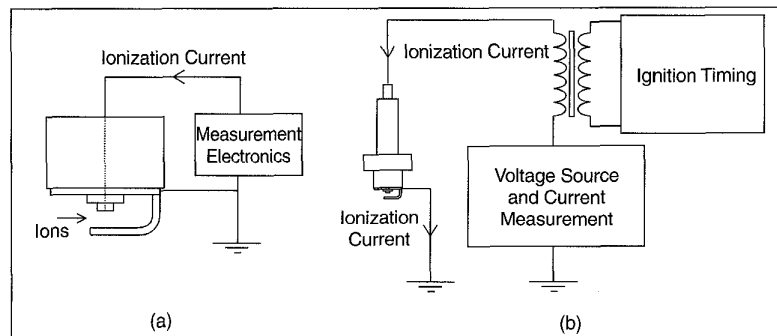 Ionization Current
Measurement
Electronics
Ions
(a)
Ionization Current
Ignition Timing
Voltage Source
and Current
Measurement
Ionization
Current
(b)